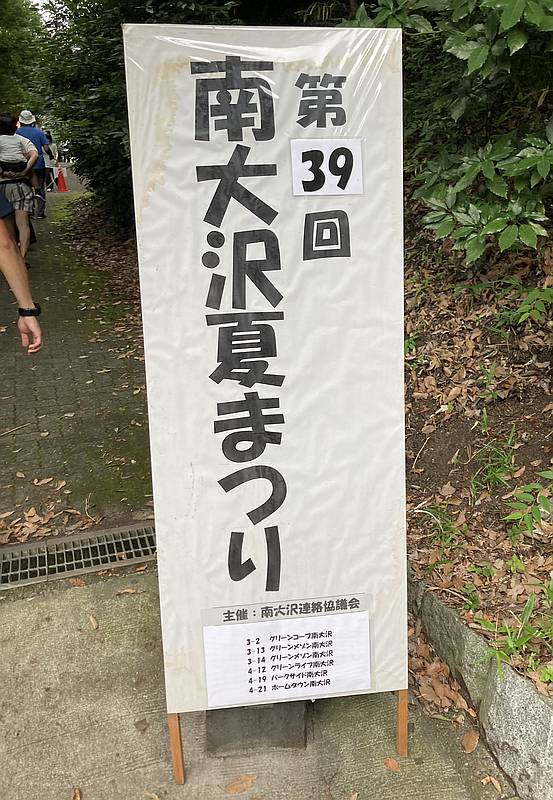 第39回
南大沢夏まつり
主催：南大沢連絡協議会
3-2 グリーンコープ南大沢
3-13 グリーンメゾン南大沢
3-14 グリーンメゾン南大沢
4-12 グリーンライフ南大沢
4-19 パークサイド南大沢
4-21 ホームタウン南大沢